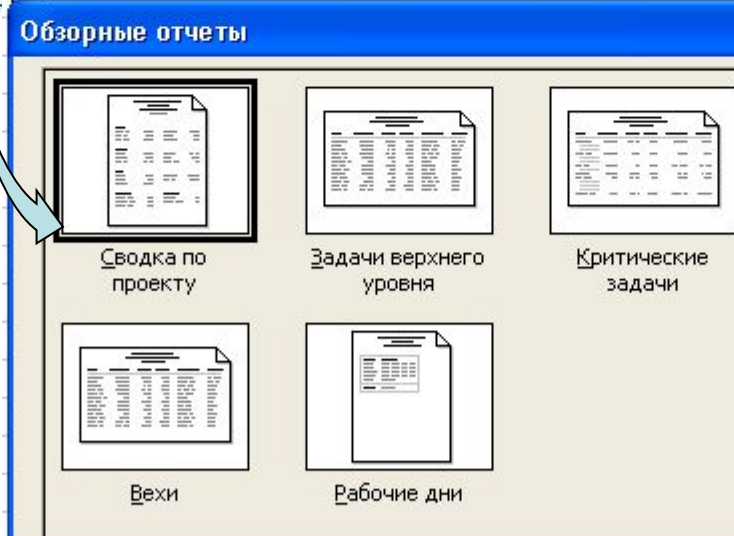 Обзорные отчеты
Сводка по проекту
Задачи верхнего уровня
Критические задачи
Вехи
Рабочие дни